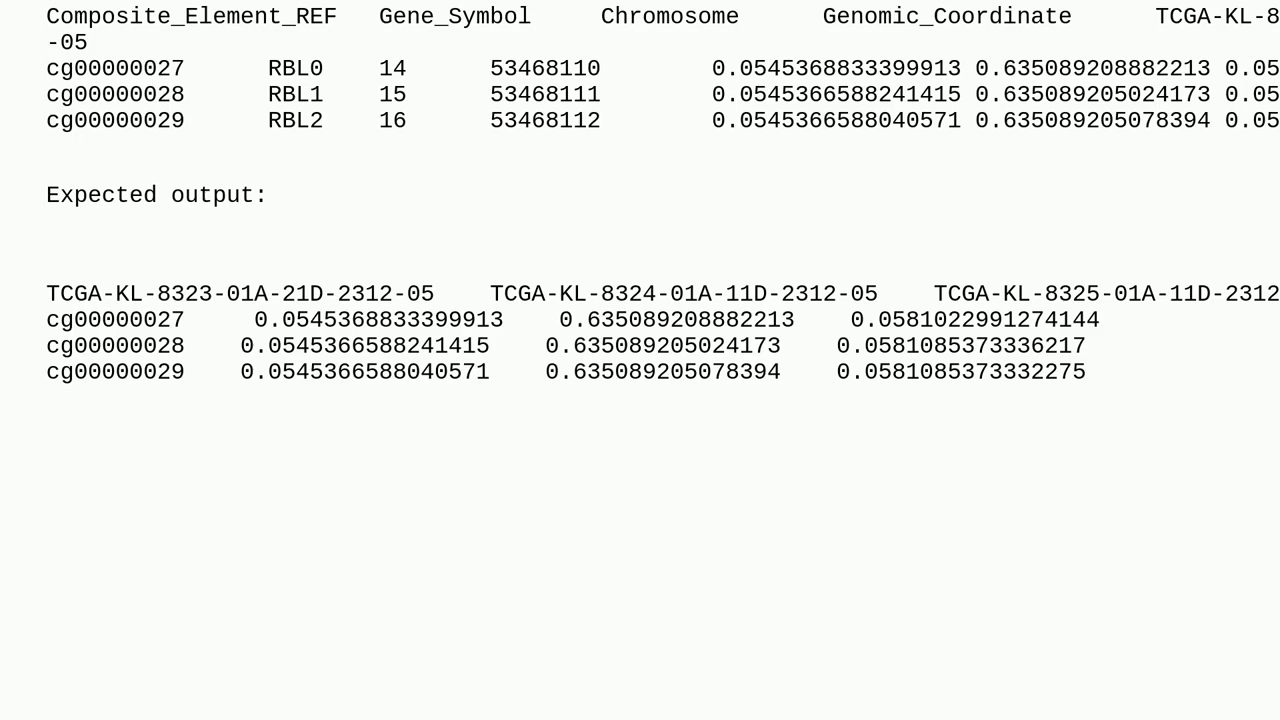 Composite_Element_REF   Gene_Symbol     Chromosome      Genomic_Coordinate      TCGA-KL-8
-05
cg00000027      RBL0    14      53468110        0.0545368833399913 0.635089208882213 0.05
cg00000028      RBL1    15      53468111        0.0545366588241415 0.635089205024173 0.05
cg00000029      RBL2    16      53468112        0.0545366588040571 0.635089205078394 0.05
Expected output:
TCGA-KL-8323-01A-21D-2312-05    TCGA-KL-8324-01A-11D-2312-05    TCGA-KL-8325-01A-11D-2312
cg00000027     0.0545368833399913    0.635089208882213    0.0581022991274144
cg00000028    0.0545366588241415    0.635089205024173    0.0581085373336217
cg00000029    0.0545366588040571    0.635089205078394    0.0581085373332275